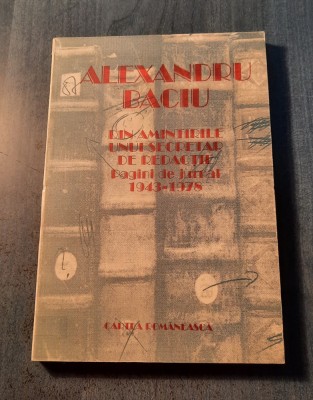 ALEXANDRU
BACIU
DIN AMINTIRILE
UNUI SECRETAR
DE REDACȚIE
Pagini de jurnal
1943-1978
CARTEA ROMÂNEASCĂ